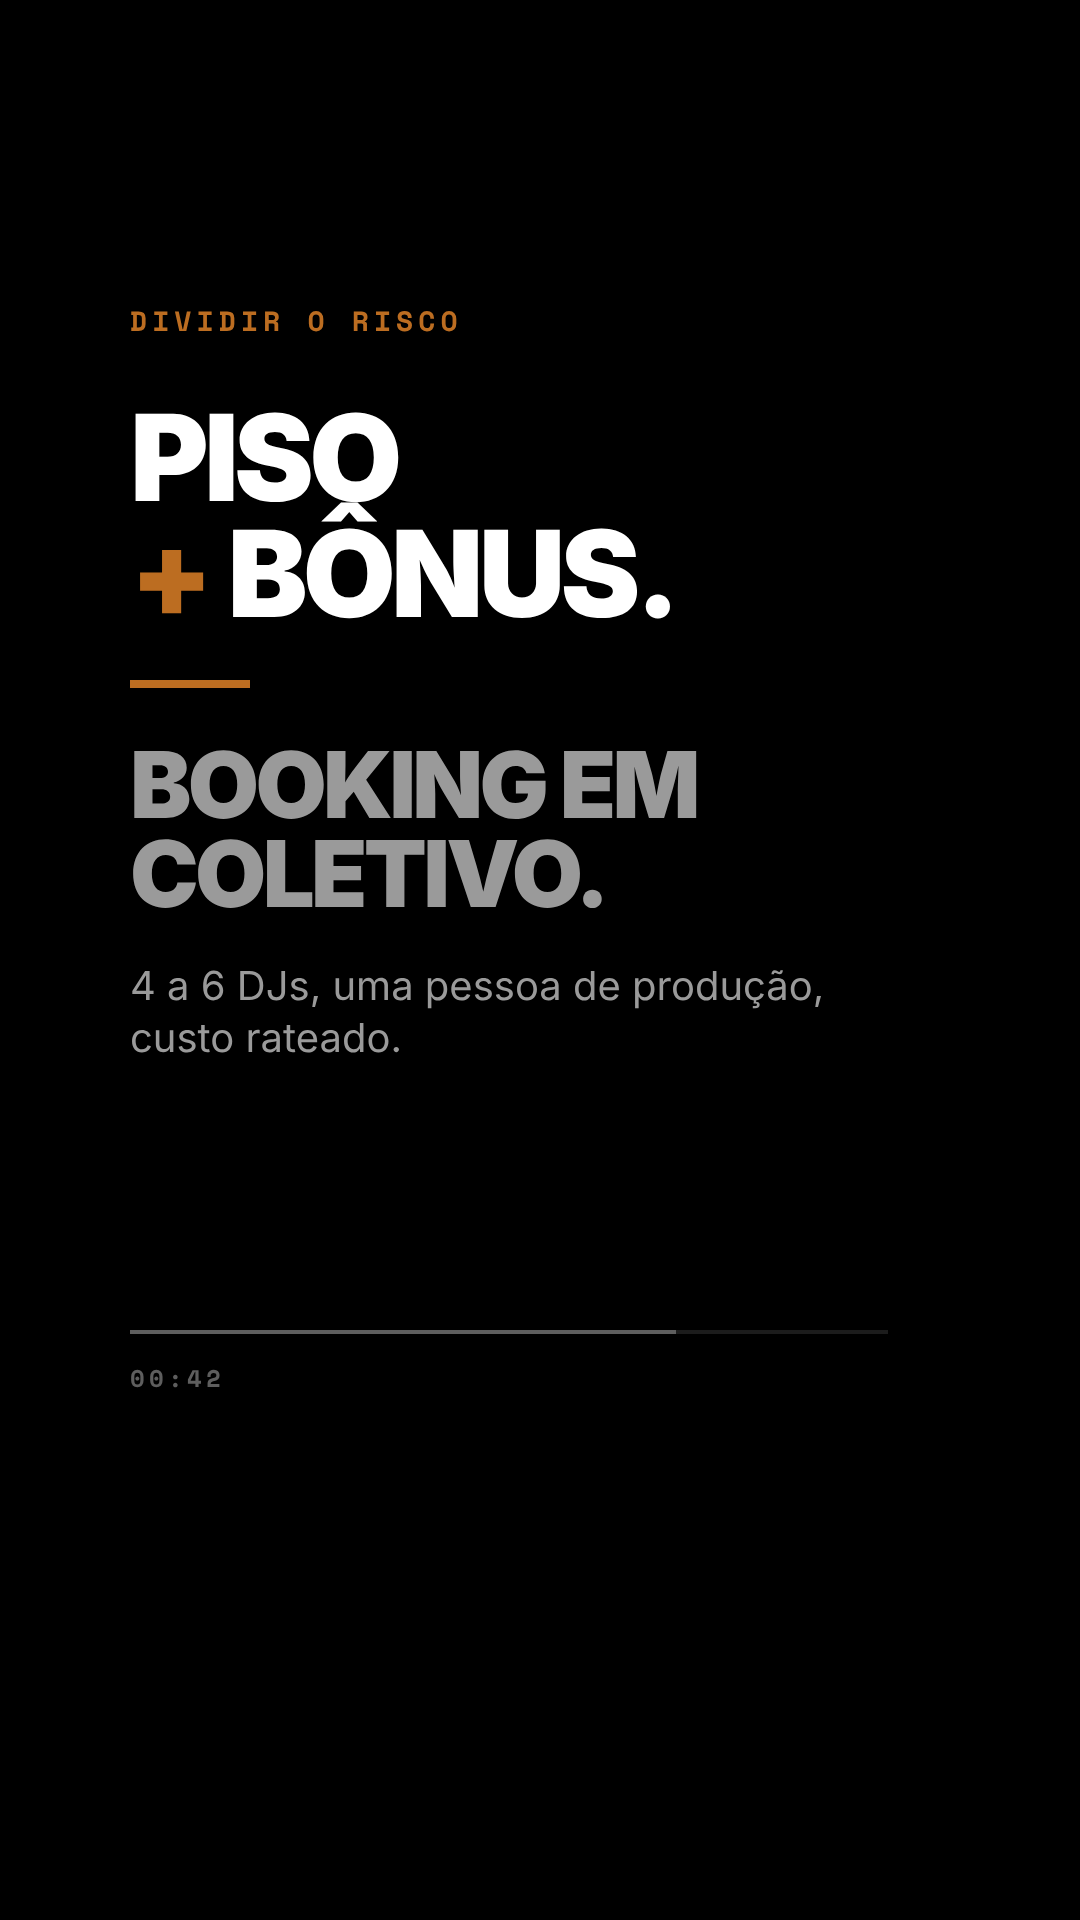 DIVIDIR O RISCO
PISO
+ BÔNUS.
BOOKING EM
COLETIVO.
4 a 6 DJs, uma pessoa de produção,
custo rateado.
00:42